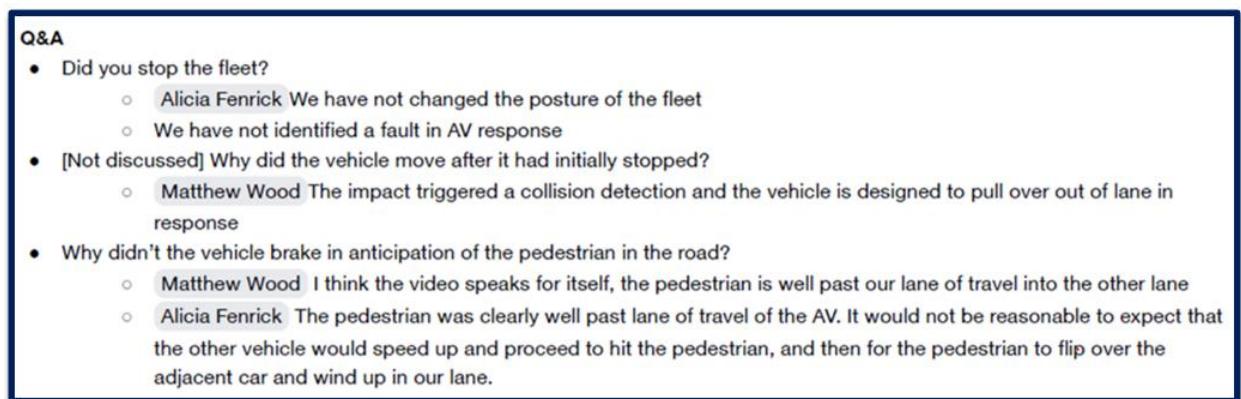 Q&A
● Did you stop the fleet?
○ Alicia Fenrick We have not changed the posture of the fleet
○ We have not identified a fault in AV response
● [Not discussed] Why did the vehicle move after it had initially stopped?
○ Matthew Wood The impact triggered a collision detection and the vehicle is designed to pull over out of lane in
response
● Why didn't the vehicle brake in anticipation of the pedestrian in the road?
○ Matthew Wood I think the video speaks for itself, the pedestrian is well past our lane of travel into the other lane
○ Alicia Fenrick The pedestrian was clearly well past lane of travel of the AV. It would not be reasonable to expect that
the other vehicle would speed up and proceed to hit the pedestrian, and then for the pedestrian to flip over the
adjacent car and wind up in our lane.